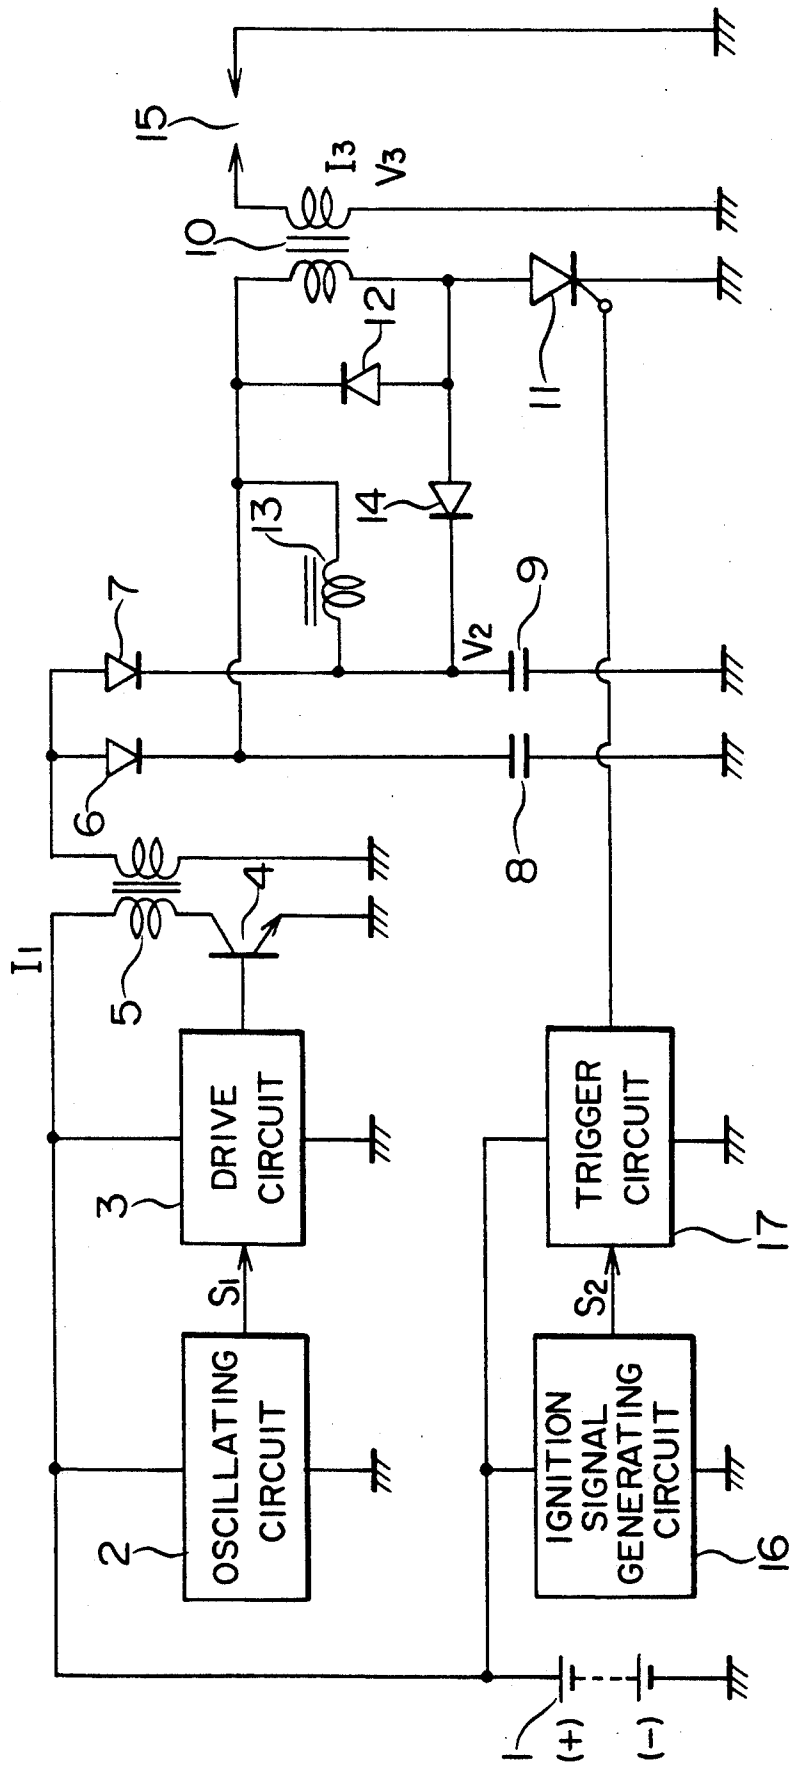 I1
5
4
6
7
13
12
10
15
I3
V3
14
11
V2
8
9
3
DRIVE
CIRCUIT
S1
2
OSCILLATING
CIRCUIT
TRIGGER
CIRCUIT
17
S2
IGNITION
SIGNAL
GENERATING
CIRCUIT
16
1
(+)
(-)